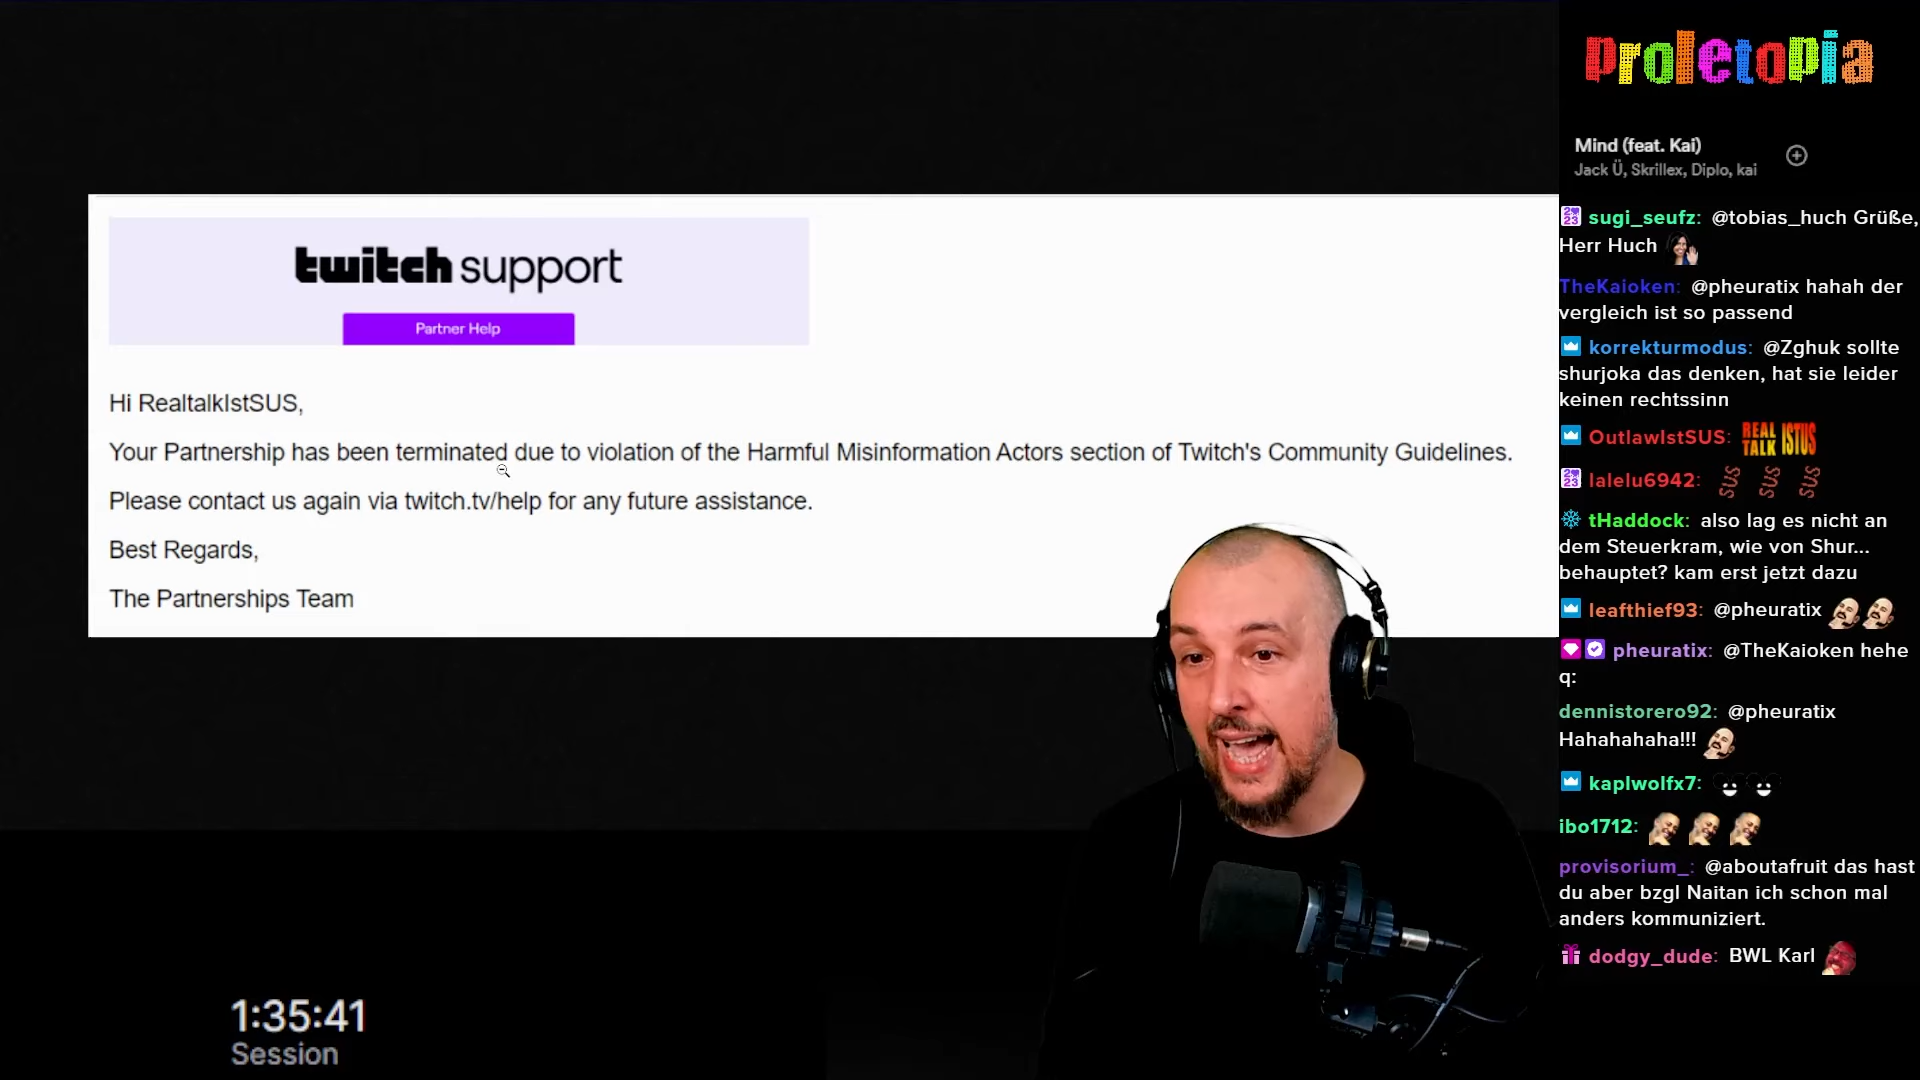 Proletopia
Mind (feat. Kai)
Jack Ü, Skrillex, Diplo, kai
twitch support
Partner Help
Hi RealtalkIstSUS,
Your Partnership has been terminated due to violation of the Harmful Misinformation Actors section of Twitch's Community Guidelines.
Please contact us again via twitch.tv/help for any future assistance.
Best Regards,
The Partnerships Team
1:35:41
Session
sugi_seufz: @tobias_huch Grüße,
Herr Huch
TheKaioken: @pheuratix hahah der
vergleich ist so passend
korrekturmodus: @Zghuk sollte
shurjoka das denken, hat sie leider
keinen rechtssinn
OutlawIstSUS: REAL TALK ISTUS
lalelu6942: SUS SUS SUS
tHaddock: also lag es nicht an
dem Steuerkram, wie von Shur...
behauptet? kam erst jetzt dazu
leafthief93: @pheuratix
pheuratix: @TheKaioken hehe
q:
dennistorero92: @pheuratix
Hahahahaha!!!
kaplwolfx7:
ibo1712:
provisorium_: @aboutafruit das hast
du aber bzgl Naitan ich schon mal
anders kommuniziert.
dodgy_dude: BWL Karl